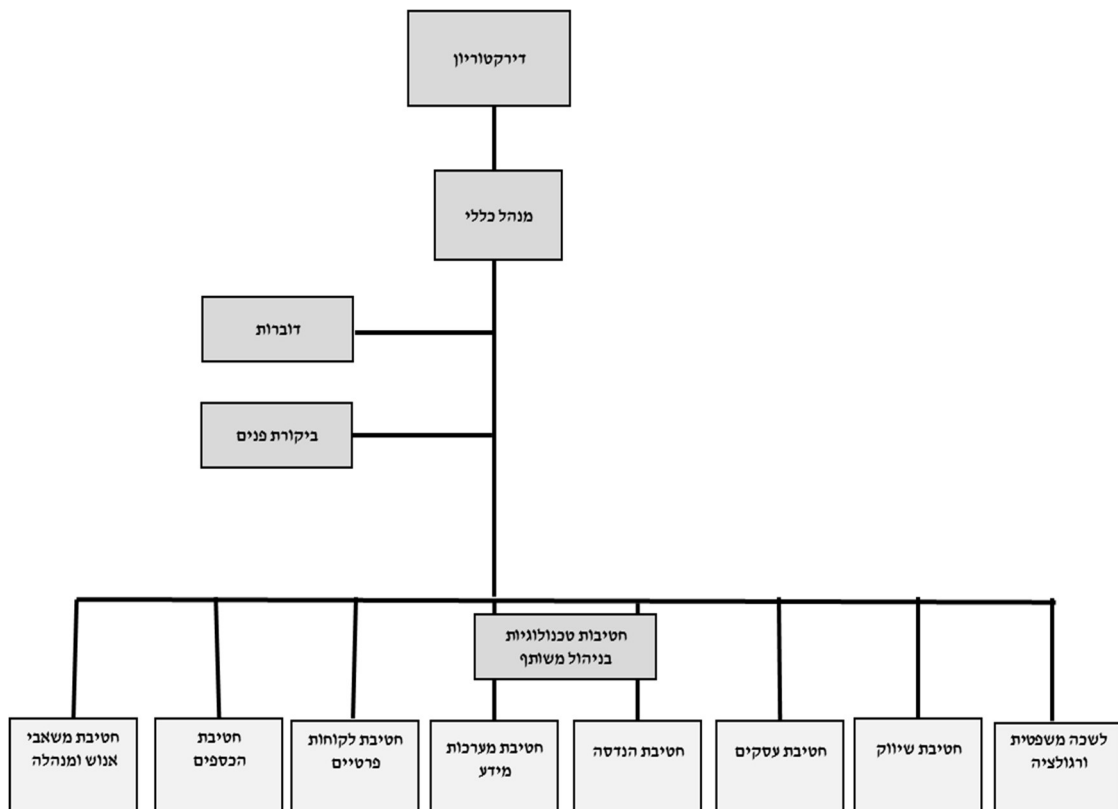 דירקטוריון
מנהל כללי
דוברות
ביקורת פנים
חטיבות טכנולוגיות
בניהול משותף
לשכה משפטית
ורגולציה
חטיבת שיווק
חטיבת עסקים
חטיבת הנדסה
חטיבת מערכות
מידע
חטיבת לקוחות
פרטיים
חטיבת
הכספים
חטיבת משאבי
אנוש ומנהלה